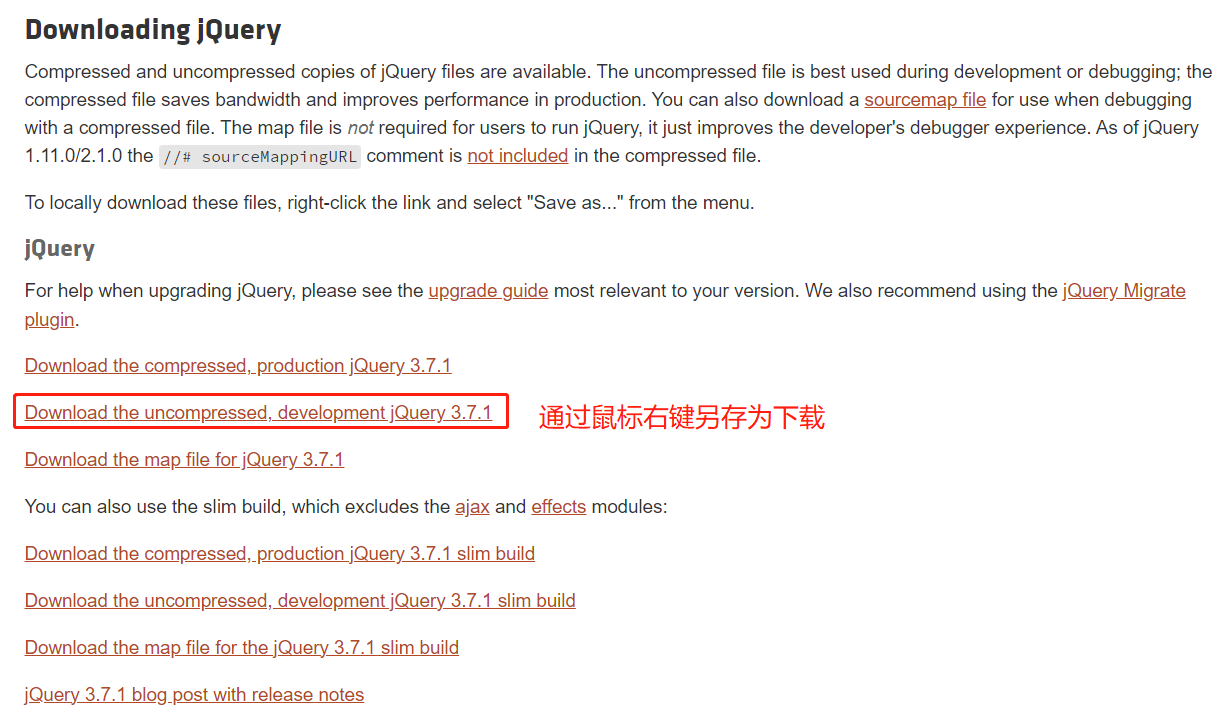 Downloading jQuery
Compressed and uncompressed copies of jQuery files are available. The uncompressed file is best used during development or debugging; the
compressed file saves bandwidth and improves performance in production. You can also download a sourcemap file for use when debugging
with a compressed file. The map file is not required for users to run jQuery, it just improves the developer's debugger experience. As of jQuery
1.11.0/2.1.0 the //# sourceMappingURL comment is not included in the compressed file.
To locally download these files, right-click the link and select "Save as..." from the menu.
jQuery
For help when upgrading jQuery, please see the upgrade guide most relevant to your version. We also recommend using the jQuery Migrate
plugin.
Download the compressed, production jQuery 3.7.1
Download the uncompressed, development jQuery 3.7.1 通过鼠标右键另存为下载
Download the map file for jQuery 3.7.1
You can also use the slim build, which excludes the ajax and effects modules:
Download the compressed, production jQuery 3.7.1 slim build
Download the uncompressed, development jQuery 3.7.1 slim build
Download the map file for the jQuery 3.7.1 slim build
jQuery 3.7.1 blog post with release notes